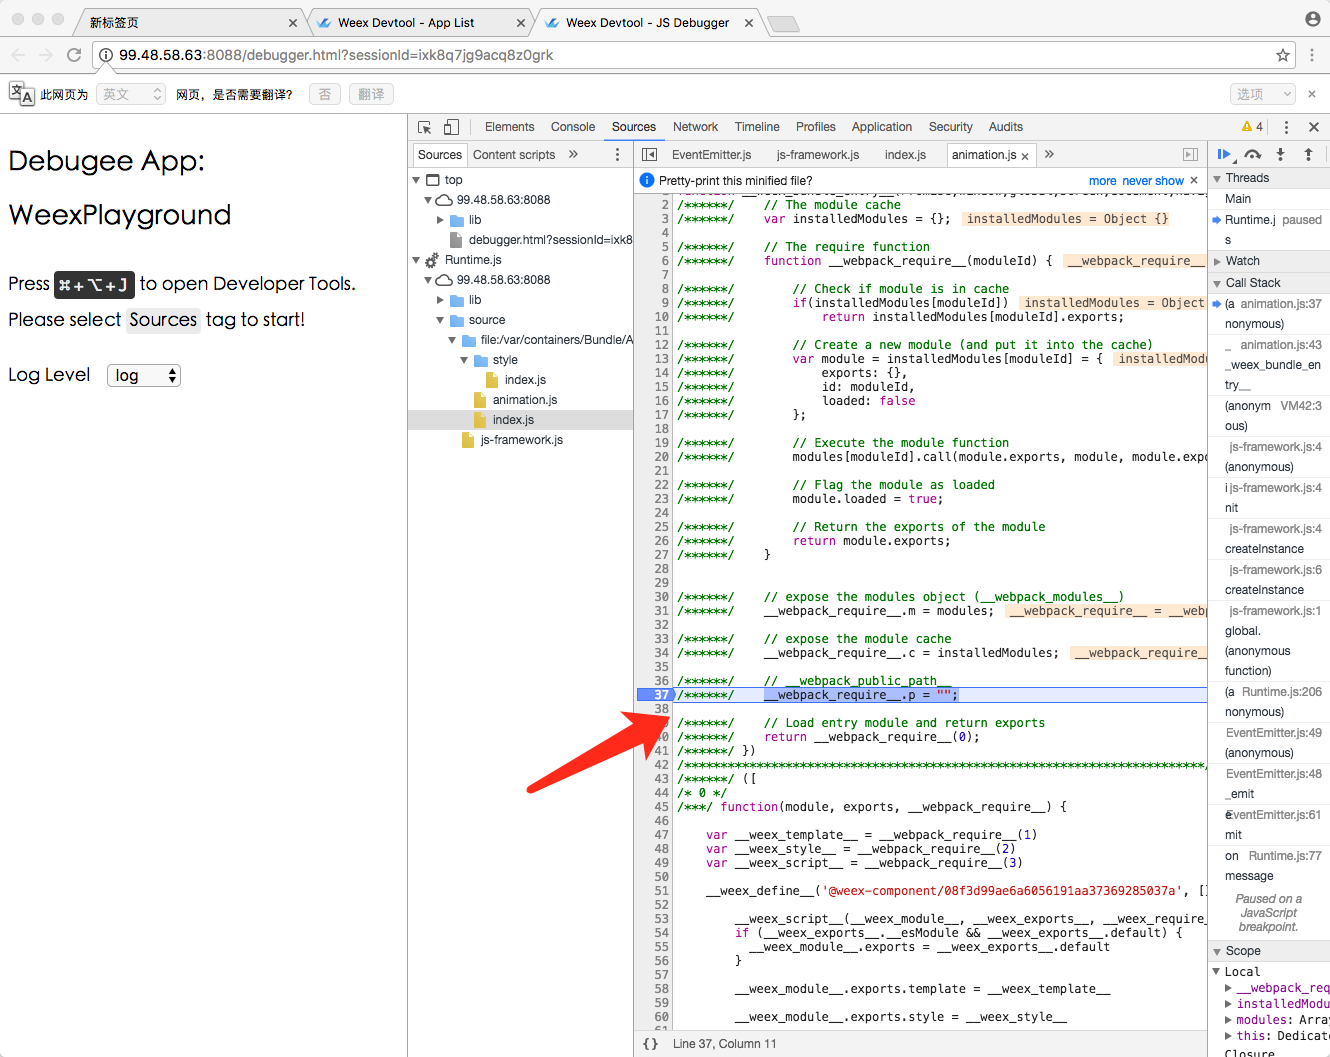 新标签页
Weex Devtool - App List
Weex Devtool - JS Debugger
99.48.58.63:8088/debugger.html?sessionId=ixk8q7jg9acq8z0grk
此网页为 英文 网页，是否需要翻译？ 否 翻译 选项
Debugee App:
WeexPlayground
Press ⌘+⌥+J to open Developer Tools.
Please select Sources tag to start!
Log Level log
Elements Console Sources Network Timeline Profiles Application Security Audits 4
Sources Content scripts »
top
99.48.58.63:8088
lib
debugger.html?sessionId=ixk8
Runtime.js
99.48.58.63:8088
lib
source
file:/var/containers/Bundle/A
style
index.js
animation.js
index.js
js-framework.js
EventEmitter.js js-framework.js index.js animation.js »
Pretty-print this minified file? more never show
2 /******/ // The module cache
3 /******/ var installedModules = {}; installedModules = Object {}
4
5 /******/ // The require function
6 /******/ function __webpack_require__(moduleId) { __webpack_require__
7
8 /******/ // Check if module is in cache
9 /******/ if(installedModules[moduleId]) installedModules = Object
10 /******/ return installedModules[moduleId].exports;
11
12 /******/ // Create a new module (and put it into the cache)
13 /******/ var module = installedModules[moduleId] = { installedModu
14 /******/ exports: {},
15 /******/ id: moduleId,
16 /******/ loaded: false
17 /******/ };
18
19 /******/ // Execute the module function
20 /******/ modules[moduleId].call(module.exports, module, module.expo
21
22 /******/ // Flag the module as loaded
23 /******/ module.loaded = true;
24
25 /******/ // Return the exports of the module
26 /******/ return module.exports;
27 /******/ }
28
29
30 /******/ // expose the modules object (__webpack_modules__)
31 /******/ __webpack_require__.m = modules; __webpack_require__ = __webp
32
33 /******/ // expose the module cache
34 /******/ __webpack_require__.c = installedModules; __webpack_require__
35
36 /******/ // __webpack_public_path__
37 /******/ __webpack_require__.p = "";
38
/******/ // Load entry module and return exports
40 /******/ return __webpack_require__(0);
41 /******/ })
42 /************************************************************************/
43 /******/ ([
44 /* 0 */
45 /***/ function(module, exports, __webpack_require__) {
46
47 var __weex_template__ = __webpack_require__(1)
48 var __weex_style__ = __webpack_require__(2)
49 var __weex_script__ = __webpack_require__(3)
50
51 __weex_define__('@weex-component/08f3d99ae6a6056191aa37369285037a', []
52
53 __weex_script__(__weex_module__, __weex_exports__, __weex_require_
54 if (__weex_exports__.__esModule && __weex_exports__.default) {
55 __weex_module__.exports = __weex_exports__.default
56 }
57
58 __weex_module__.exports.template = __weex_template__
59
60 __weex_module__.exports.style = __weex_style__
61
{} Line 37, Column 11
Threads
Main
Runtime.js paused
Watch
Call Stack
(anonymous) animation.js:37
__weex_bundle_entry__ animation.js:43
(anonymous) VM42:3
js-framework.js:4
(anonymous)
init js-framework.js:4
js-framework.js:4
createInstance
js-framework.js:6
createInstance
js-framework.js:1
global.
(anonymous
function)
(anonymous) Runtime.js:206
EventEmitter.js:49
(anonymous)
EventEmitter.js:48
_emit
emit EventEmitter.js:61
on Runtime.js:77
message
Paused on a
JavaScript
breakpoint.
Scope
Local
__webpack_req
installedModu
modules: Array
this: Dedicate
Closure